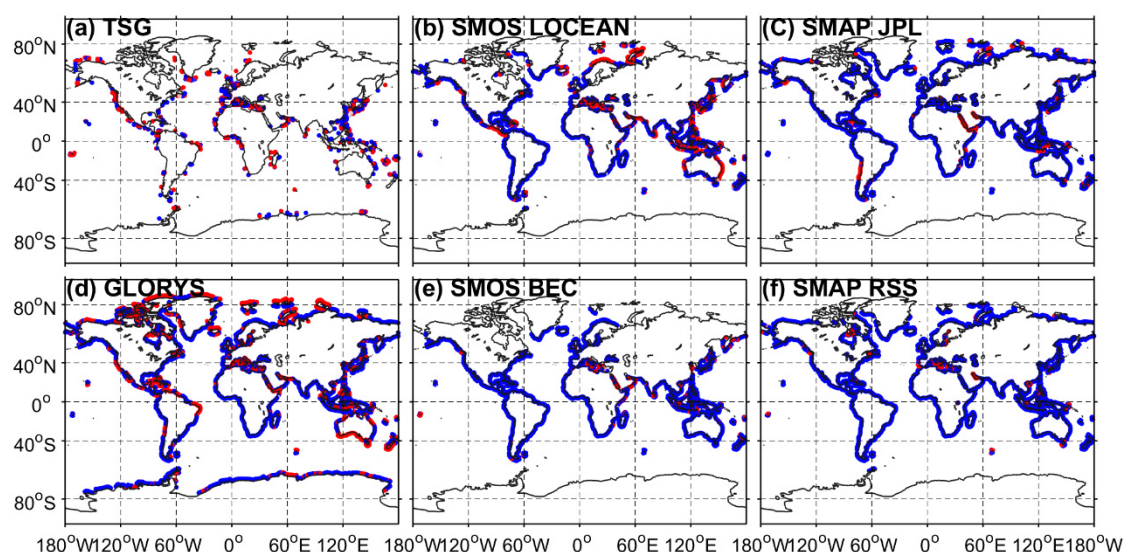 (a) TSG (b) SMOS LOCEAN (C) SMAP JPL
80°N
40°N
0°
40°S
80°S
(d) GLORYS (e) SMOS BEC (f) SMAP RSS
80°N
40°N
0°
40°S
80°S
180°W120°W 60°W 0° 60°E 120°E 180°W120°W 60°W 0° 60°E 120°E 180°W120°W 60°W 0° 60°E 120°E 180°W